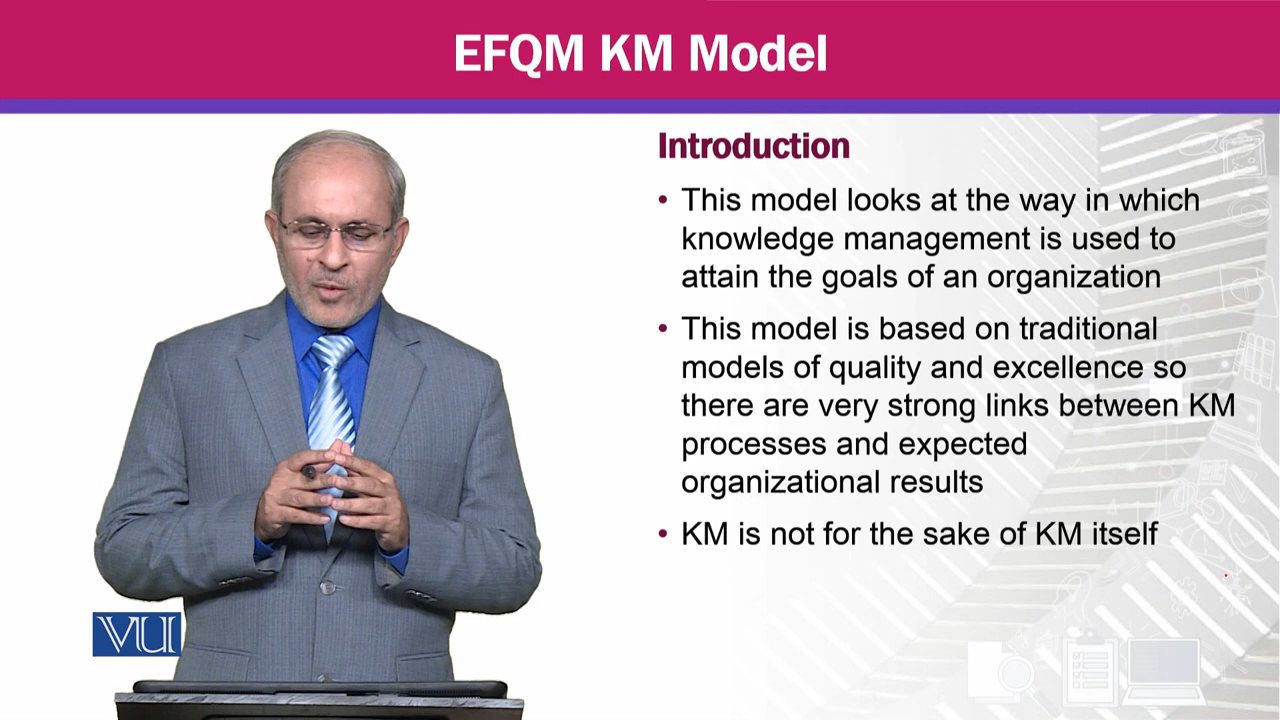 EFQM KM Model
Introduction
• This model looks at the way in which
knowledge management is used to
attain the goals of an organization
• This model is based on traditional
models of quality and excellence so
there are very strong links between KM
processes and expected
organizational results
• KM is not for the sake of KM itself
VU